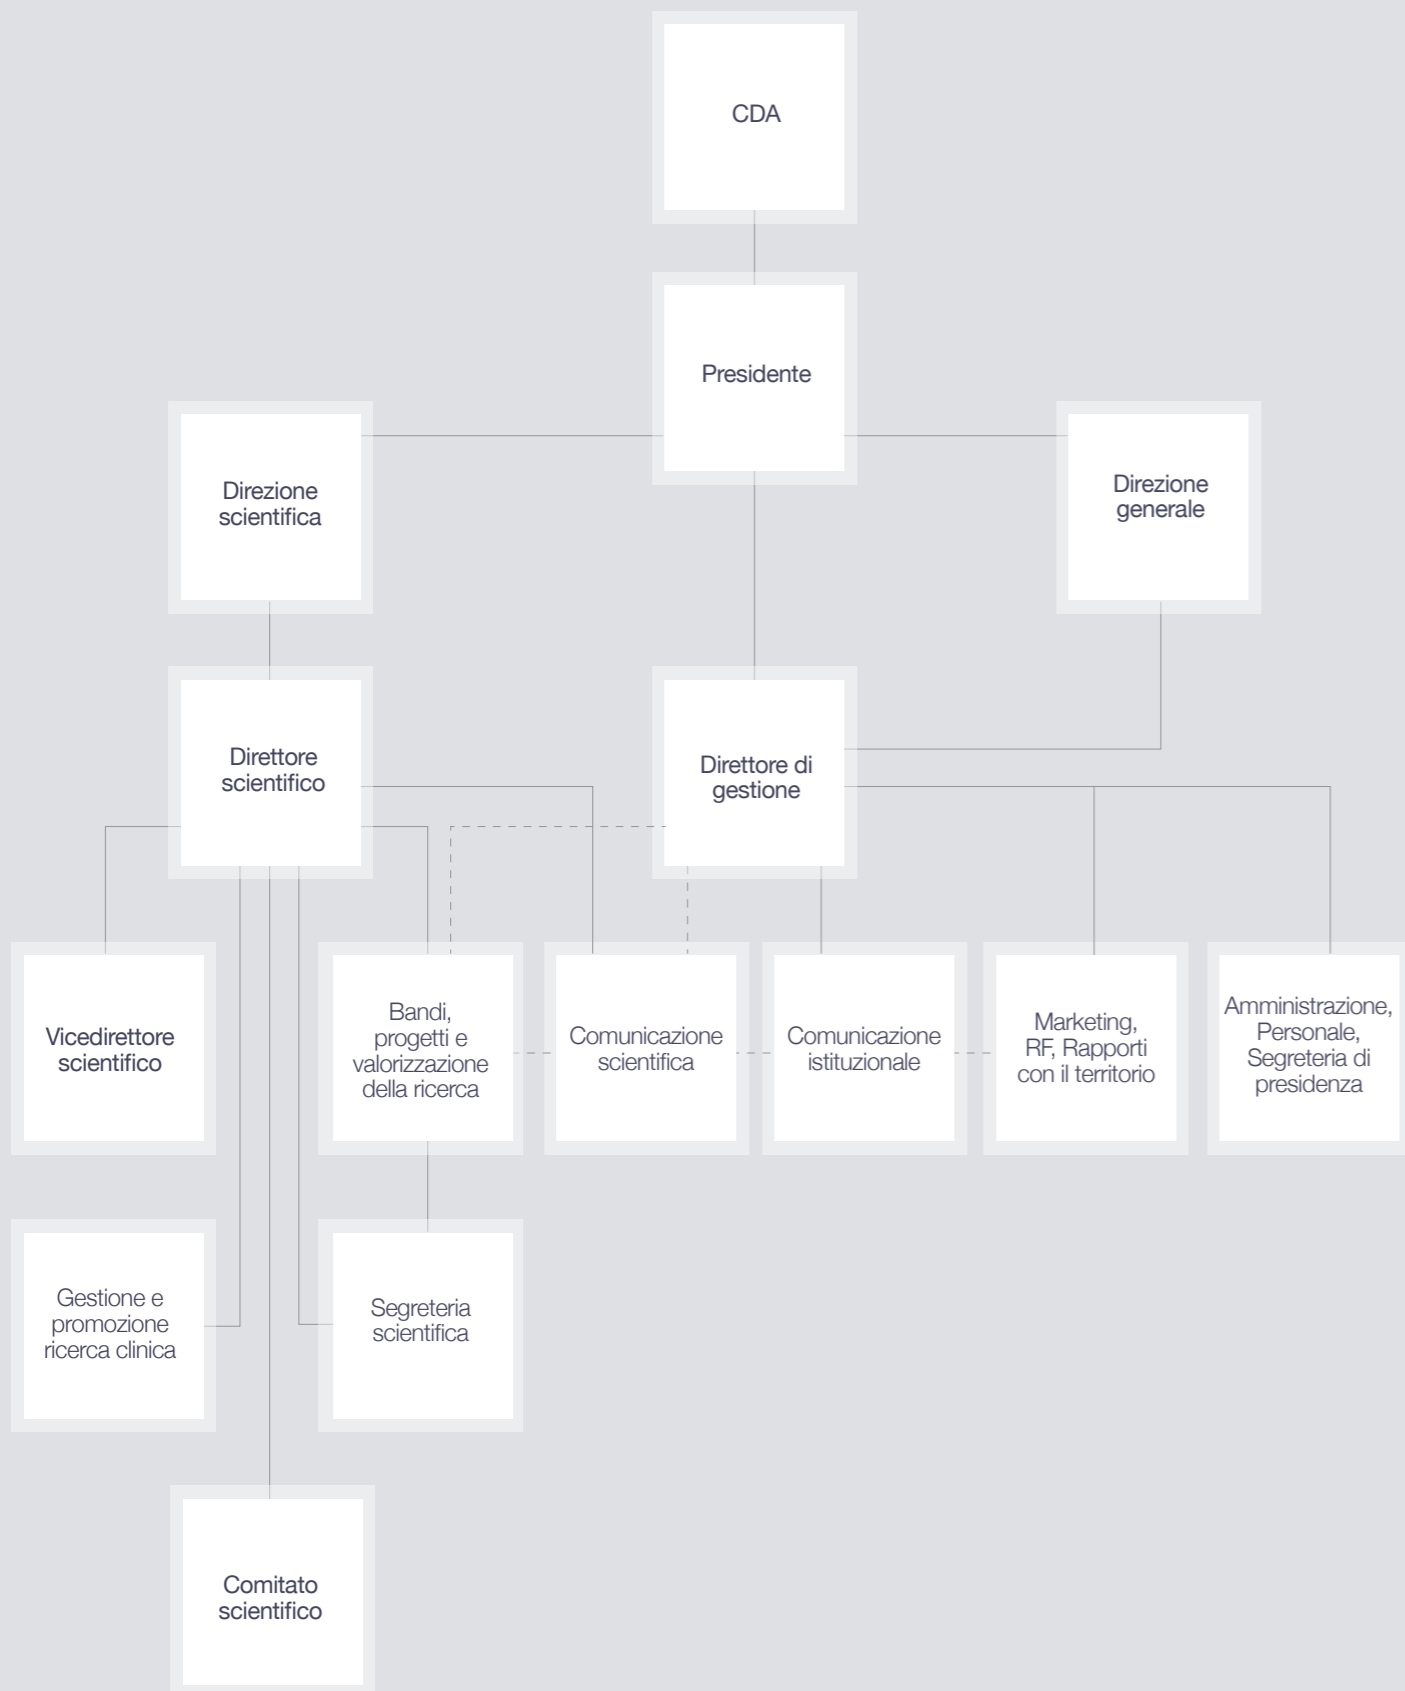 CDA
Presidente
Direzione
scientifica
Direzione
generale
Direttore
scientifico
Direttore di
gestione
Vicedirettore
scientifico
Bandi,
progetti e
valorizzazione
della ricerca
Comunicazione
scientifica
Comunicazione
istituzionale
Marketing,
RF, Rapporti
con il territorio
Amministrazione,
Personale,
Segreteria di
presidenza
Gestione e
promozione
ricerca clinica
Segreteria
scientifica
Comitato
scientifico